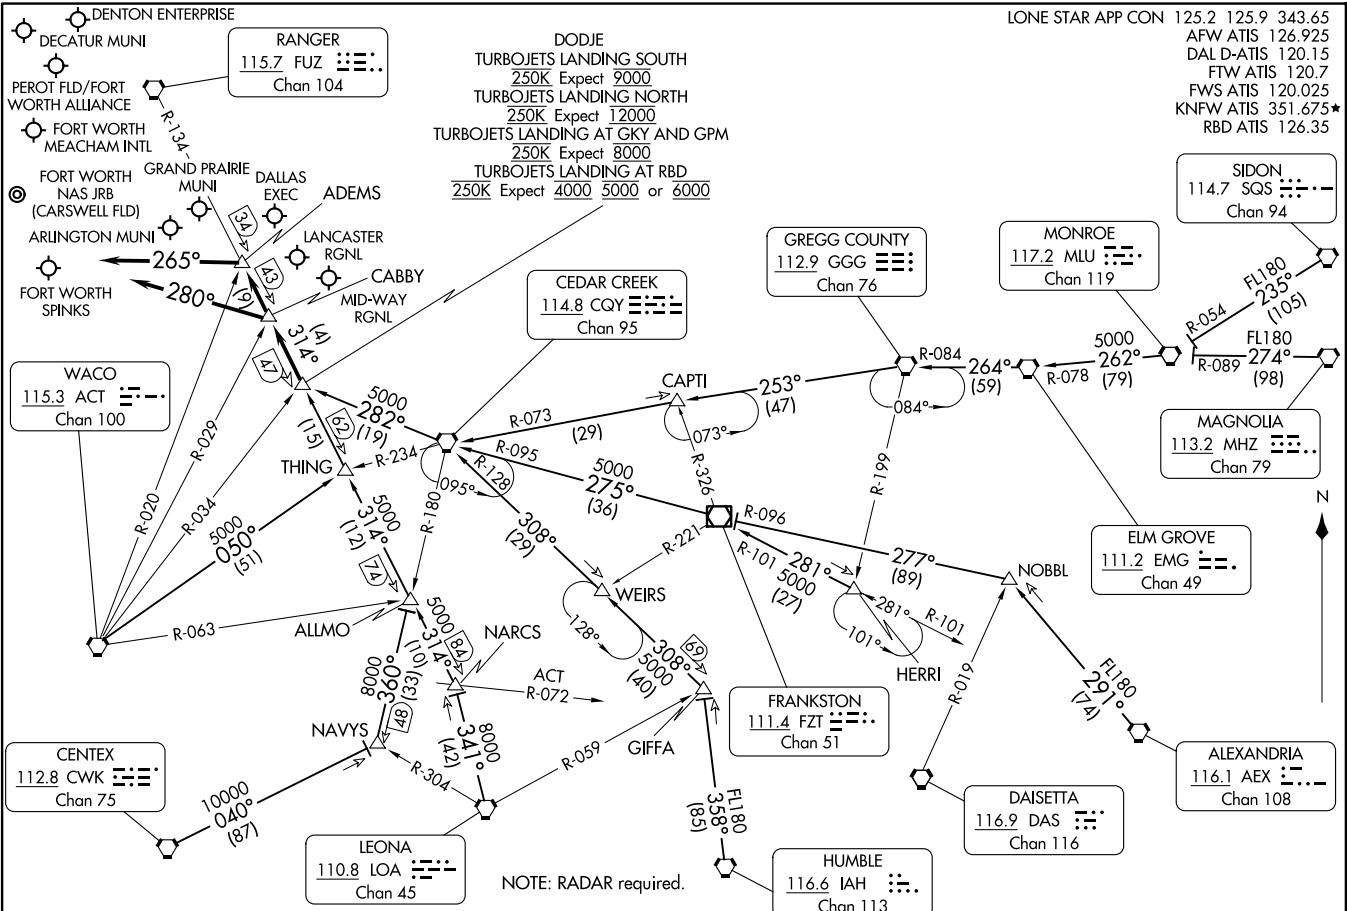 DENTON ENTERPRISE
DECATUR MUNI
PEROT FLD/FORT
WORTH ALLIANCE
FORT WORTH
MEACHAM INTL
FORT WORTH
NAS JRB
(CARSWELL FLD)
GRAND PRAIRIE
MUNI
DALLAS
EXEC
ADEMS
ARLINGTON MUNI
LANCASTER
RGNL
FORT WORTH
SPINKS
CABBY
MID-WAY
RGNL
RANGER
115.7 FUZ
Chan 104
R-134
DODJE
TURBOJETS LANDING SOUTH
250K Expect 9000
TURBOJETS LANDING NORTH
250K Expect 12000
TURBOJETS LANDING AT GKY AND GPM
250K Expect 8000
TURBOJETS LANDING AT RBD
250K Expect 4000 5000 or 6000
LONE STAR APP CON 125.2 125.9 343.65
AFW ATIS 126.925
DAL D-ATIS 120.15
FTW ATIS 120.7
FWS ATIS 120.025
KNFW ATIS 351.675★
RBD ATIS 126.35
SIDON
114.7 SQS
Chan 94
MONROE
117.2 MLU
Chan 119
GREGG COUNTY
112.9 GGG
Chan 76
CEDAR CREEK
114.8 CQY
Chan 95
34
43
265°
280°
(9)
(4)
314°
47
FL180
235°
(105)
R-054
FL180
274°
(98)
R-089
5000
262°
(79)
R-078
R-084
264°
(59)
084°
WACO
115.3 ACT
Chan 100
CAPTI
253°
(47)
073°
R-073
(29)
5000
282°
(19)
62
(15)
R-234
THING
R-095
R-128
095°
5000
275°
(36)
R-326
R-199
R-180
MAGNOLIA
113.2 MHZ
Chan 79
N
R-020
R-029
R-034
5000
050°
(51)
5000
314°
(12)
74
308°
(29)
R-221
R-096
R-101
281°
5000
(27)
277°
(89)
NOBBL
ELM GROVE
111.2 EMG
Chan 49
WEIRS
128°
281°
R-101
101°
HERRI
R-063
ALLMO
5000
314°
(10)
84
NARCS
ACT
R-072
8000
360°
(33)
48
308°
5000
(40)
69
R-019
FL180
291°
(74)
FRANKSTON
111.4 FZT
Chan 51
NAVYS
8000
341°
(42)
R-304
R-059
GIFFA
CENTEX
112.8 CWK
Chan 75
10000
040°
(87)
ALEXANDRIA
116.1 AEX
Chan 108
DAISETTA
116.9 DAS
Chan 116
FL180
358°
(85)
LEONA
110.8 LOA
Chan 45
NOTE: RADAR required.
HUMBLE
116.6 IAH
Chan 113